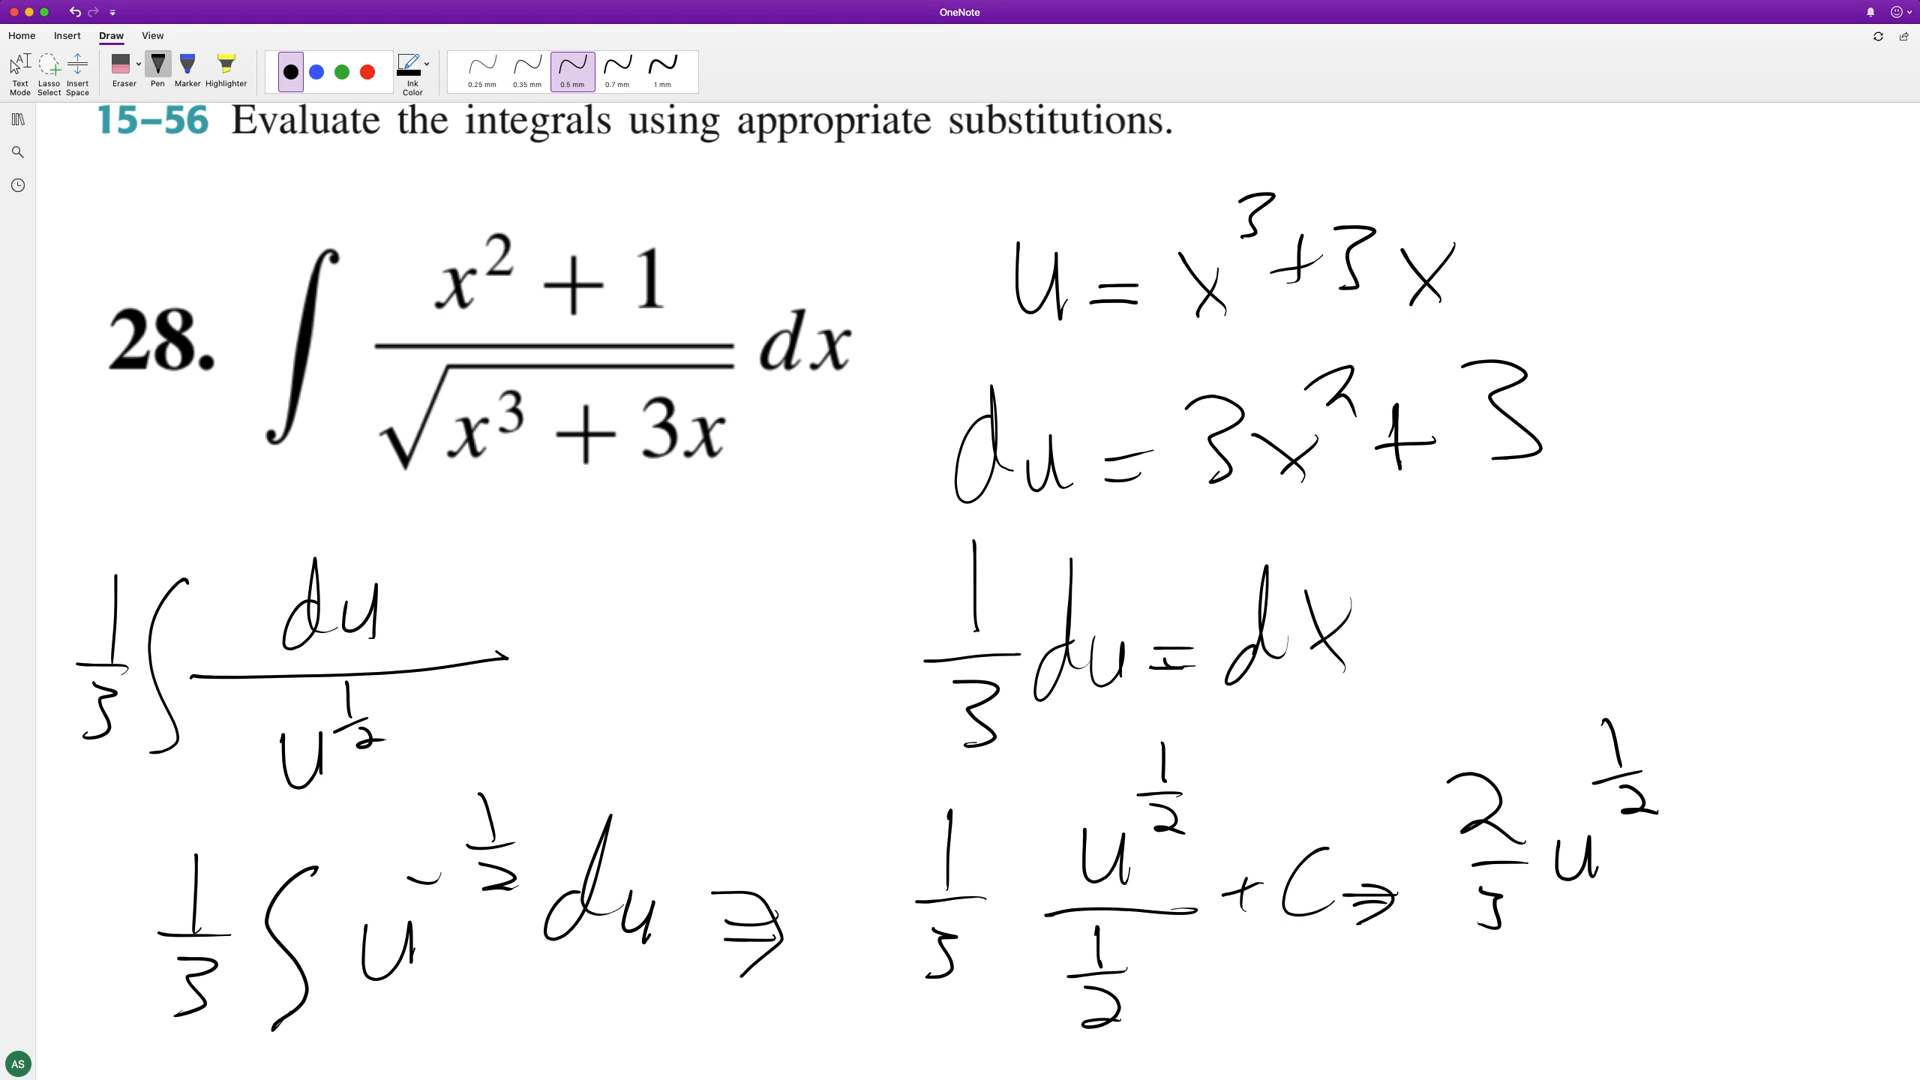 OneNote
Home Insert Draw View
Text Mode Lasso Select Insert Space Eraser Pen Marker Highlighter Ink Color 0.25 mm 0.35 mm 0.5 mm 0.7 mm 1 mm
15–56 Evaluate the integrals using appropriate substitutions.
28. ∫ (x² + 1)/√(x³ + 3x) dx
u = x³ + 3x
du = 3x² + 3
1/3 du = dx
1/3 ∫ du/u^(1/2)
1/3 ∫ u^(-1/2) du ⇒ 1/3 u^(1/2)/(1/2) + C ⇒ 2/3 u^(1/2)
AS